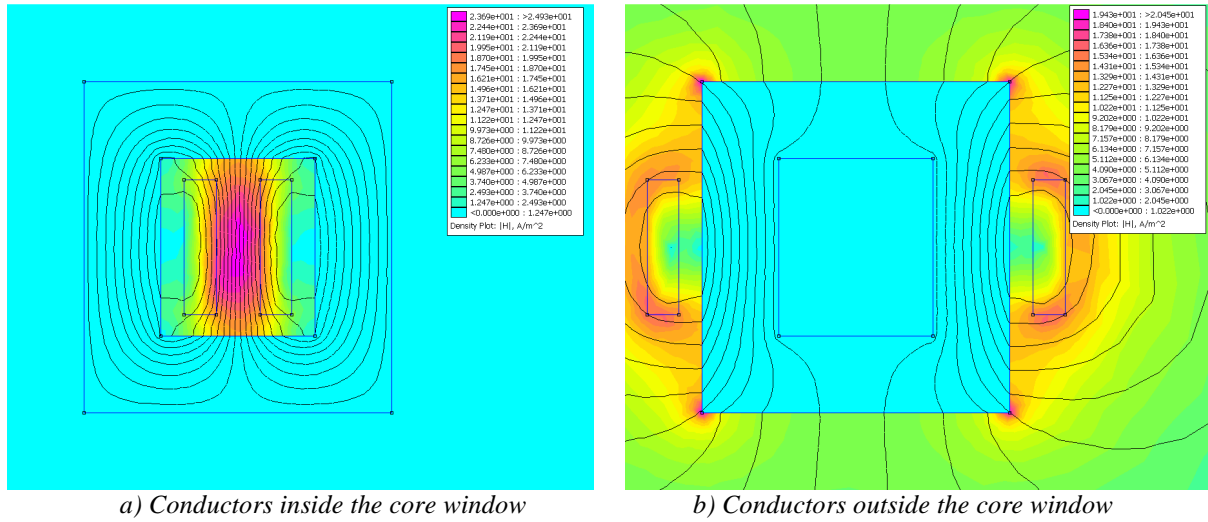 2.369e+001 : >2.493e+001
2.244e+001 : 2.369e+001
2.119e+001 : 2.244e+001
1.995e+001 : 2.119e+001
1.870e+001 : 1.995e+001
1.745e+001 : 1.870e+001
1.621e+001 : 1.745e+001
1.496e+001 : 1.621e+001
1.371e+001 : 1.496e+001
1.247e+001 : 1.371e+001
1.122e+001 : 1.247e+001
9.973e+000 : 1.122e+001
8.726e+000 : 9.973e+000
7.480e+000 : 8.726e+000
6.233e+000 : 7.480e+000
4.987e+000 : 6.233e+000
3.740e+000 : 4.987e+000
2.493e+000 : 3.740e+000
1.247e+000 : 2.493e+000
<0.000e+000 : 1.247e+000
Density Plot: |H|, A/m^2
1.943e+001 : >2.045e+001
1.840e+001 : 1.943e+001
1.738e+001 : 1.840e+001
1.636e+001 : 1.738e+001
1.534e+001 : 1.636e+001
1.431e+001 : 1.534e+001
1.329e+001 : 1.431e+001
1.227e+001 : 1.329e+001
1.125e+001 : 1.227e+001
1.022e+001 : 1.125e+001
9.202e+000 : 1.022e+001
8.179e+000 : 9.202e+000
7.157e+000 : 8.179e+000
6.134e+000 : 7.157e+000
5.112e+000 : 6.134e+000
4.090e+000 : 5.112e+000
3.067e+000 : 4.090e+000
2.045e+000 : 3.067e+000
1.022e+000 : 2.045e+000
<0.000e+000 : 1.022e+000
Density Plot: |H|, A/m^2
a) Conductors inside the core window
b) Conductors outside the core window